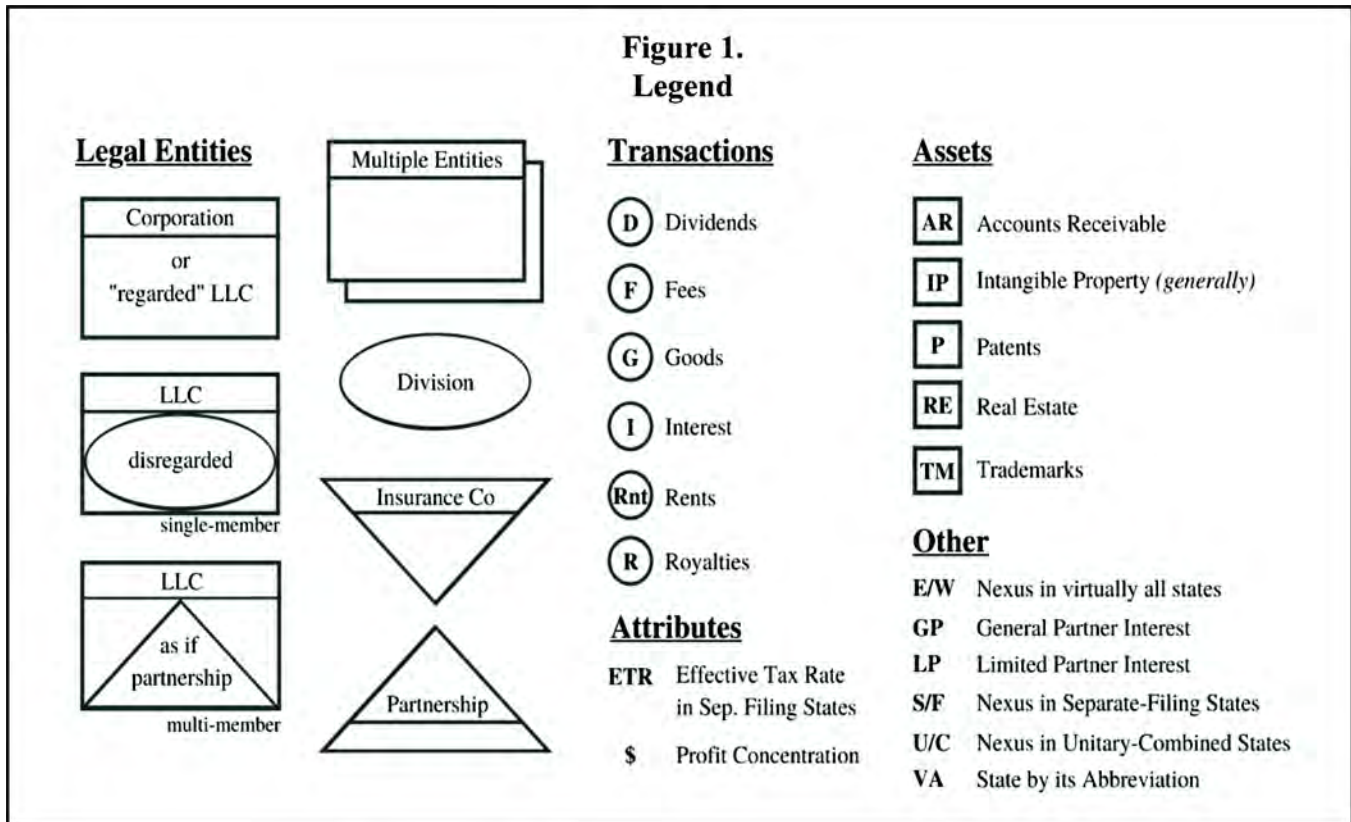 Figure 1.
Legend
Legal Entities
Corporation
or
"regarded" LLC
LLC
disregarded
single-member
LLC
as if
partnership
multi-member
Multiple Entities
Division
Insurance Co
Partnership
Transactions
D Dividends
F Fees
G Goods
I Interest
Rnt Rents
R Royalties
Attributes
ETR Effective Tax Rate
in Sep. Filing States
$ Profit Concentration
Assets
AR Accounts Receivable
IP Intangible Property (generally)
P Patents
RE Real Estate
TM Trademarks
Other
E/W Nexus in virtually all states
GP General Partner Interest
LP Limited Partner Interest
S/F Nexus in Separate-Filing States
U/C Nexus in Unitary-Combined States
VA State by its Abbreviation